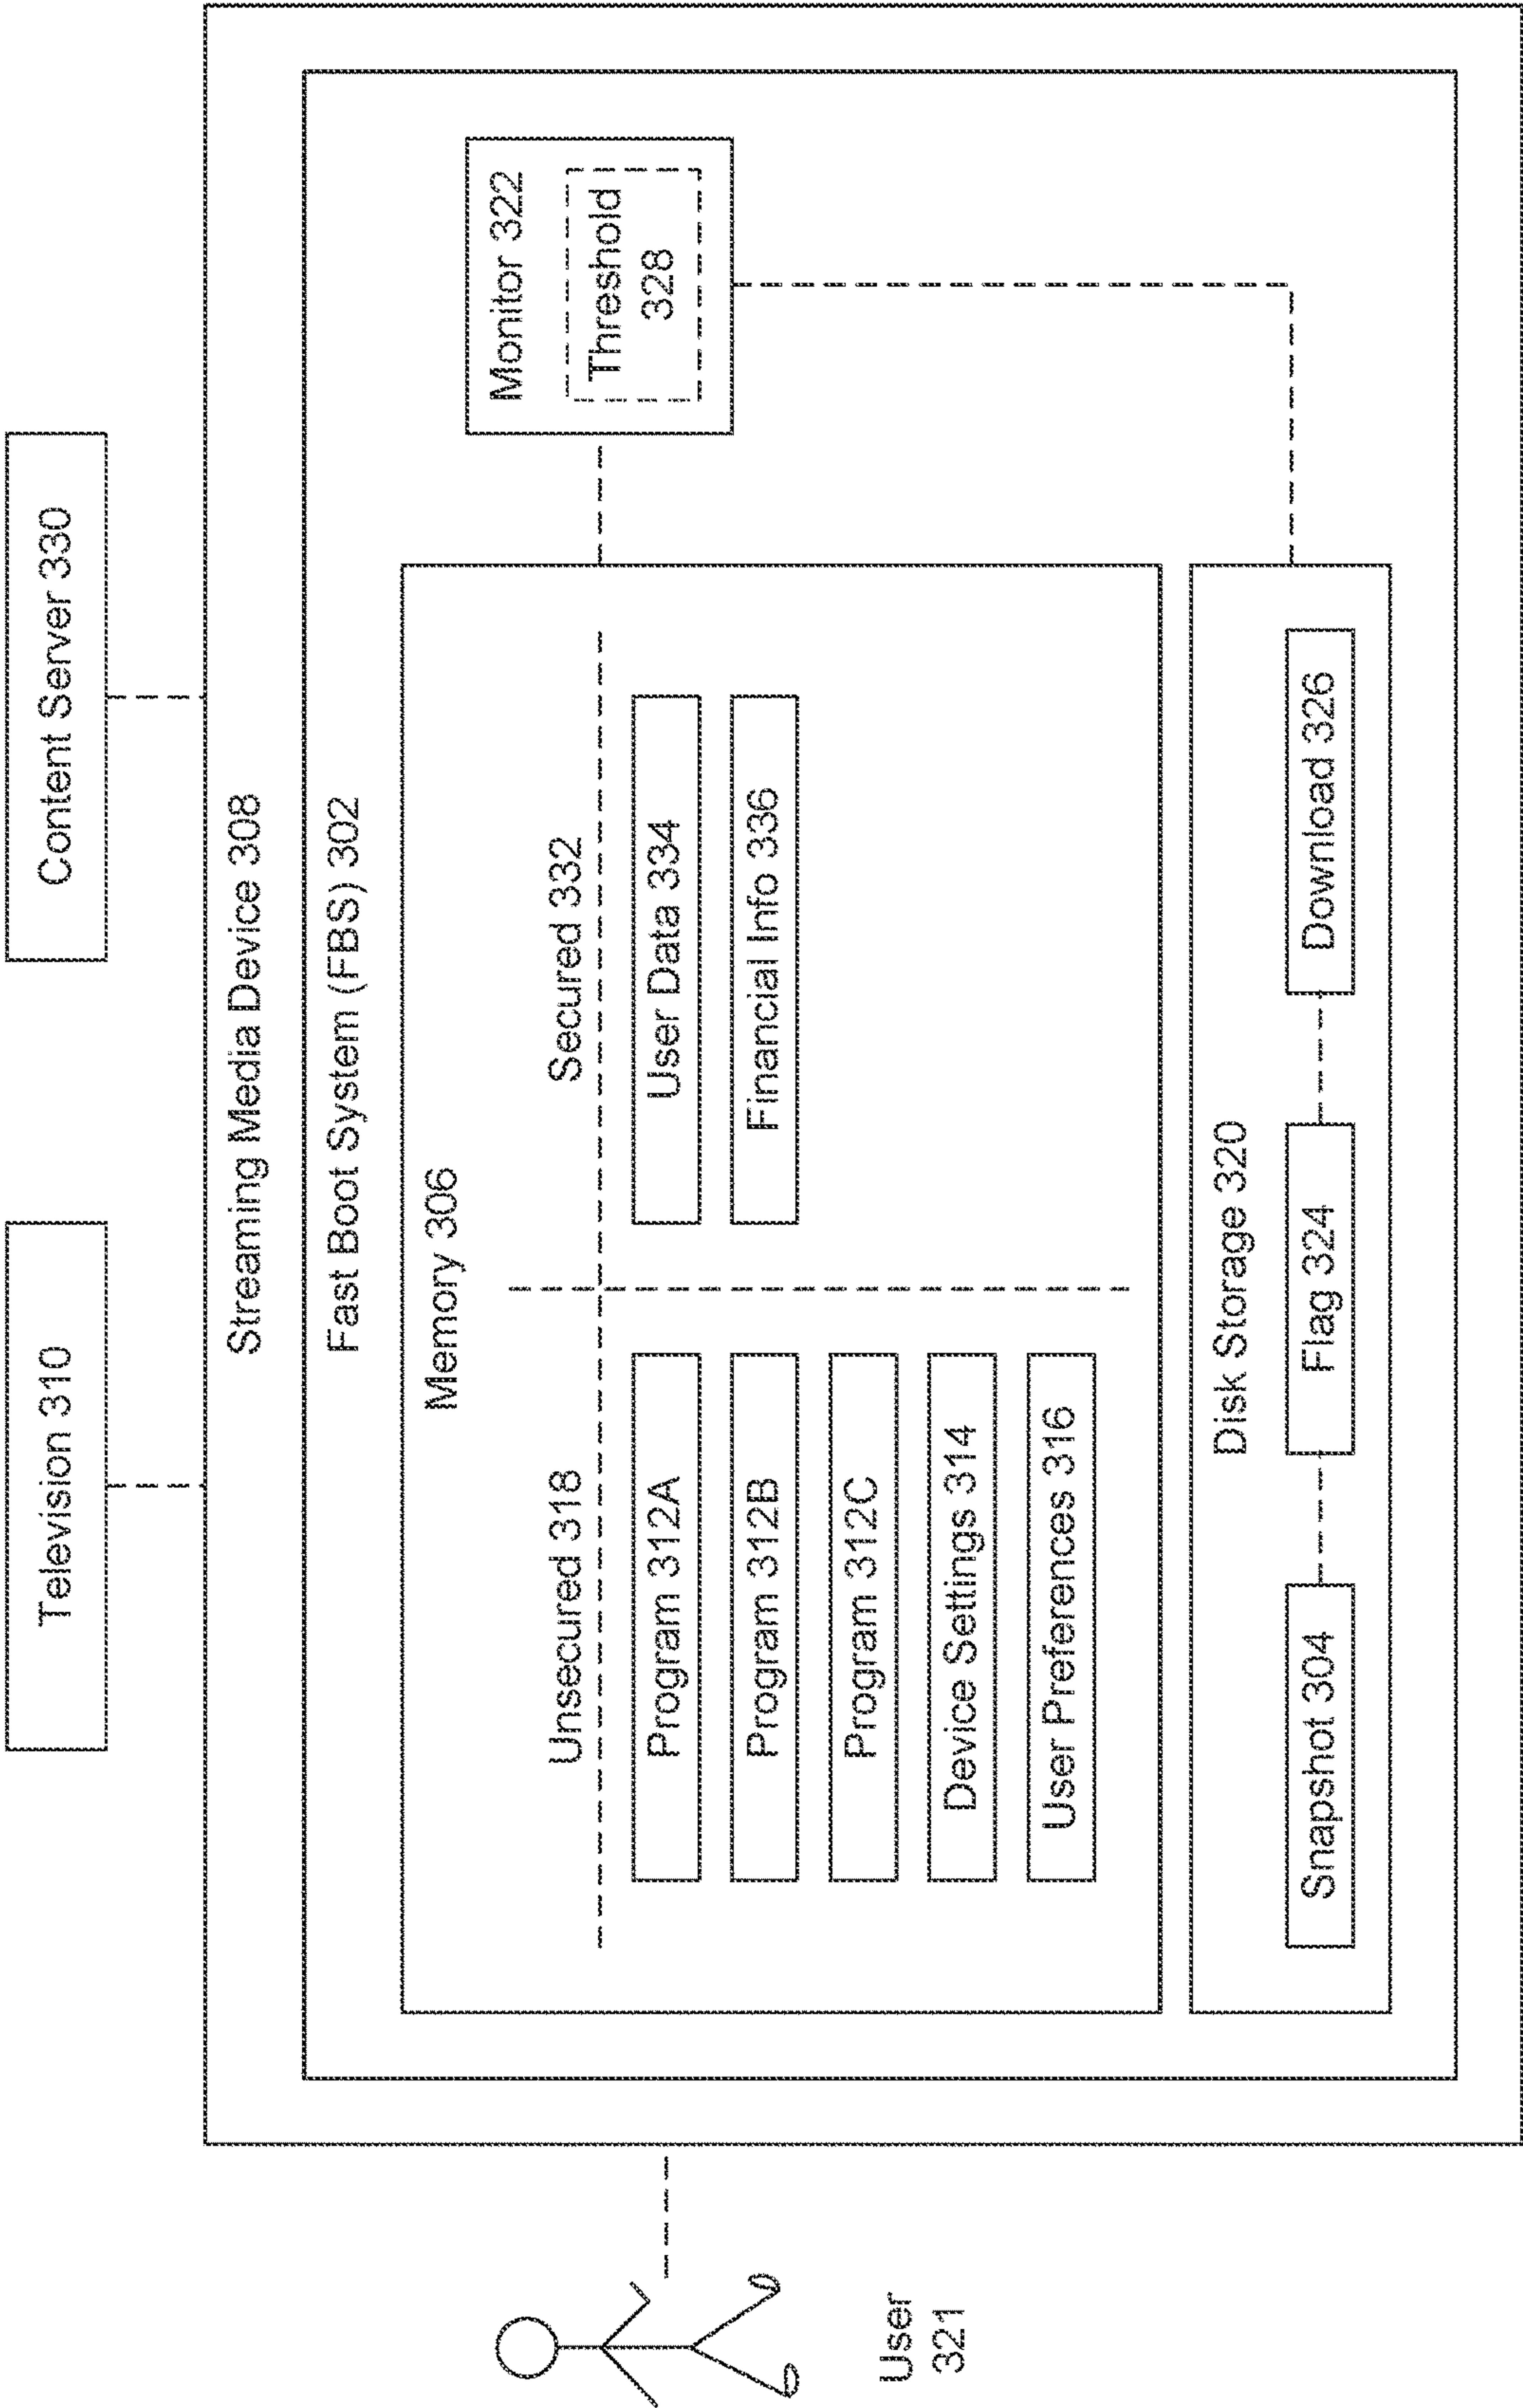 Television 310
Content Server 330
Streaming Media Device 308
Fast Boot System (FBS) 302
Memory 306
Unsecured 318
Program 312A
Program 312B
Program 312C
Device Settings 314
User Preferences 316
Secured 332
User Data 334
Financial Info 336
Monitor 322
Threshold
328
Disk Storage 320
Snapshot 304
Flag 324
Download 326
User
321